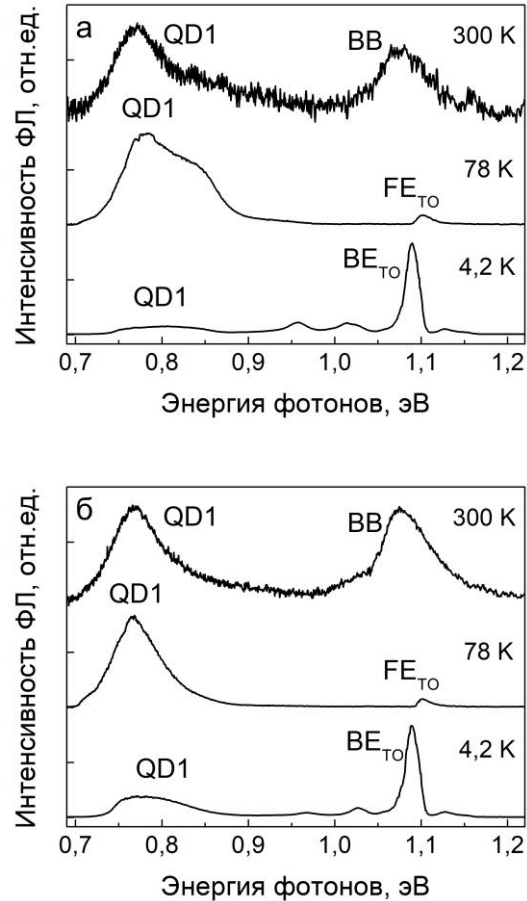 а
QD1
BB
300 K
QD1
78 K
FE_TO
BE_TO
4,2 K
QD1
Интенсивность ФЛ, отн.ед.
0,7 0,8 0,9 1,0 1,1 1,2
Энергия фотонов, эВ
б
QD1
BB
300 K
QD1
78 K
FE_TO
BE_TO
4,2 K
QD1
Интенсивность ФЛ, отн.ед.
0,7 0,8 0,9 1,0 1,1 1,2
Энергия фотонов, эВ